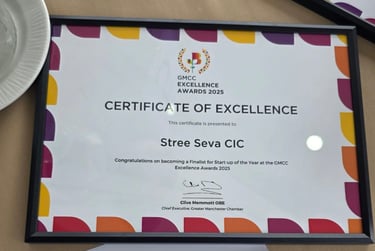 GMCC
EXCELLENCE
AWARDS 2025
CERTIFICATE OF EXCELLENCE
This certificate is presented to
Stree Seva CIC
Congratulations on becoming a Finalist for Start up of the Year at the GMCC
Excellence Awards 2025
Clive Memmott OBE
Chief Executive, Greater Manchester Chamber